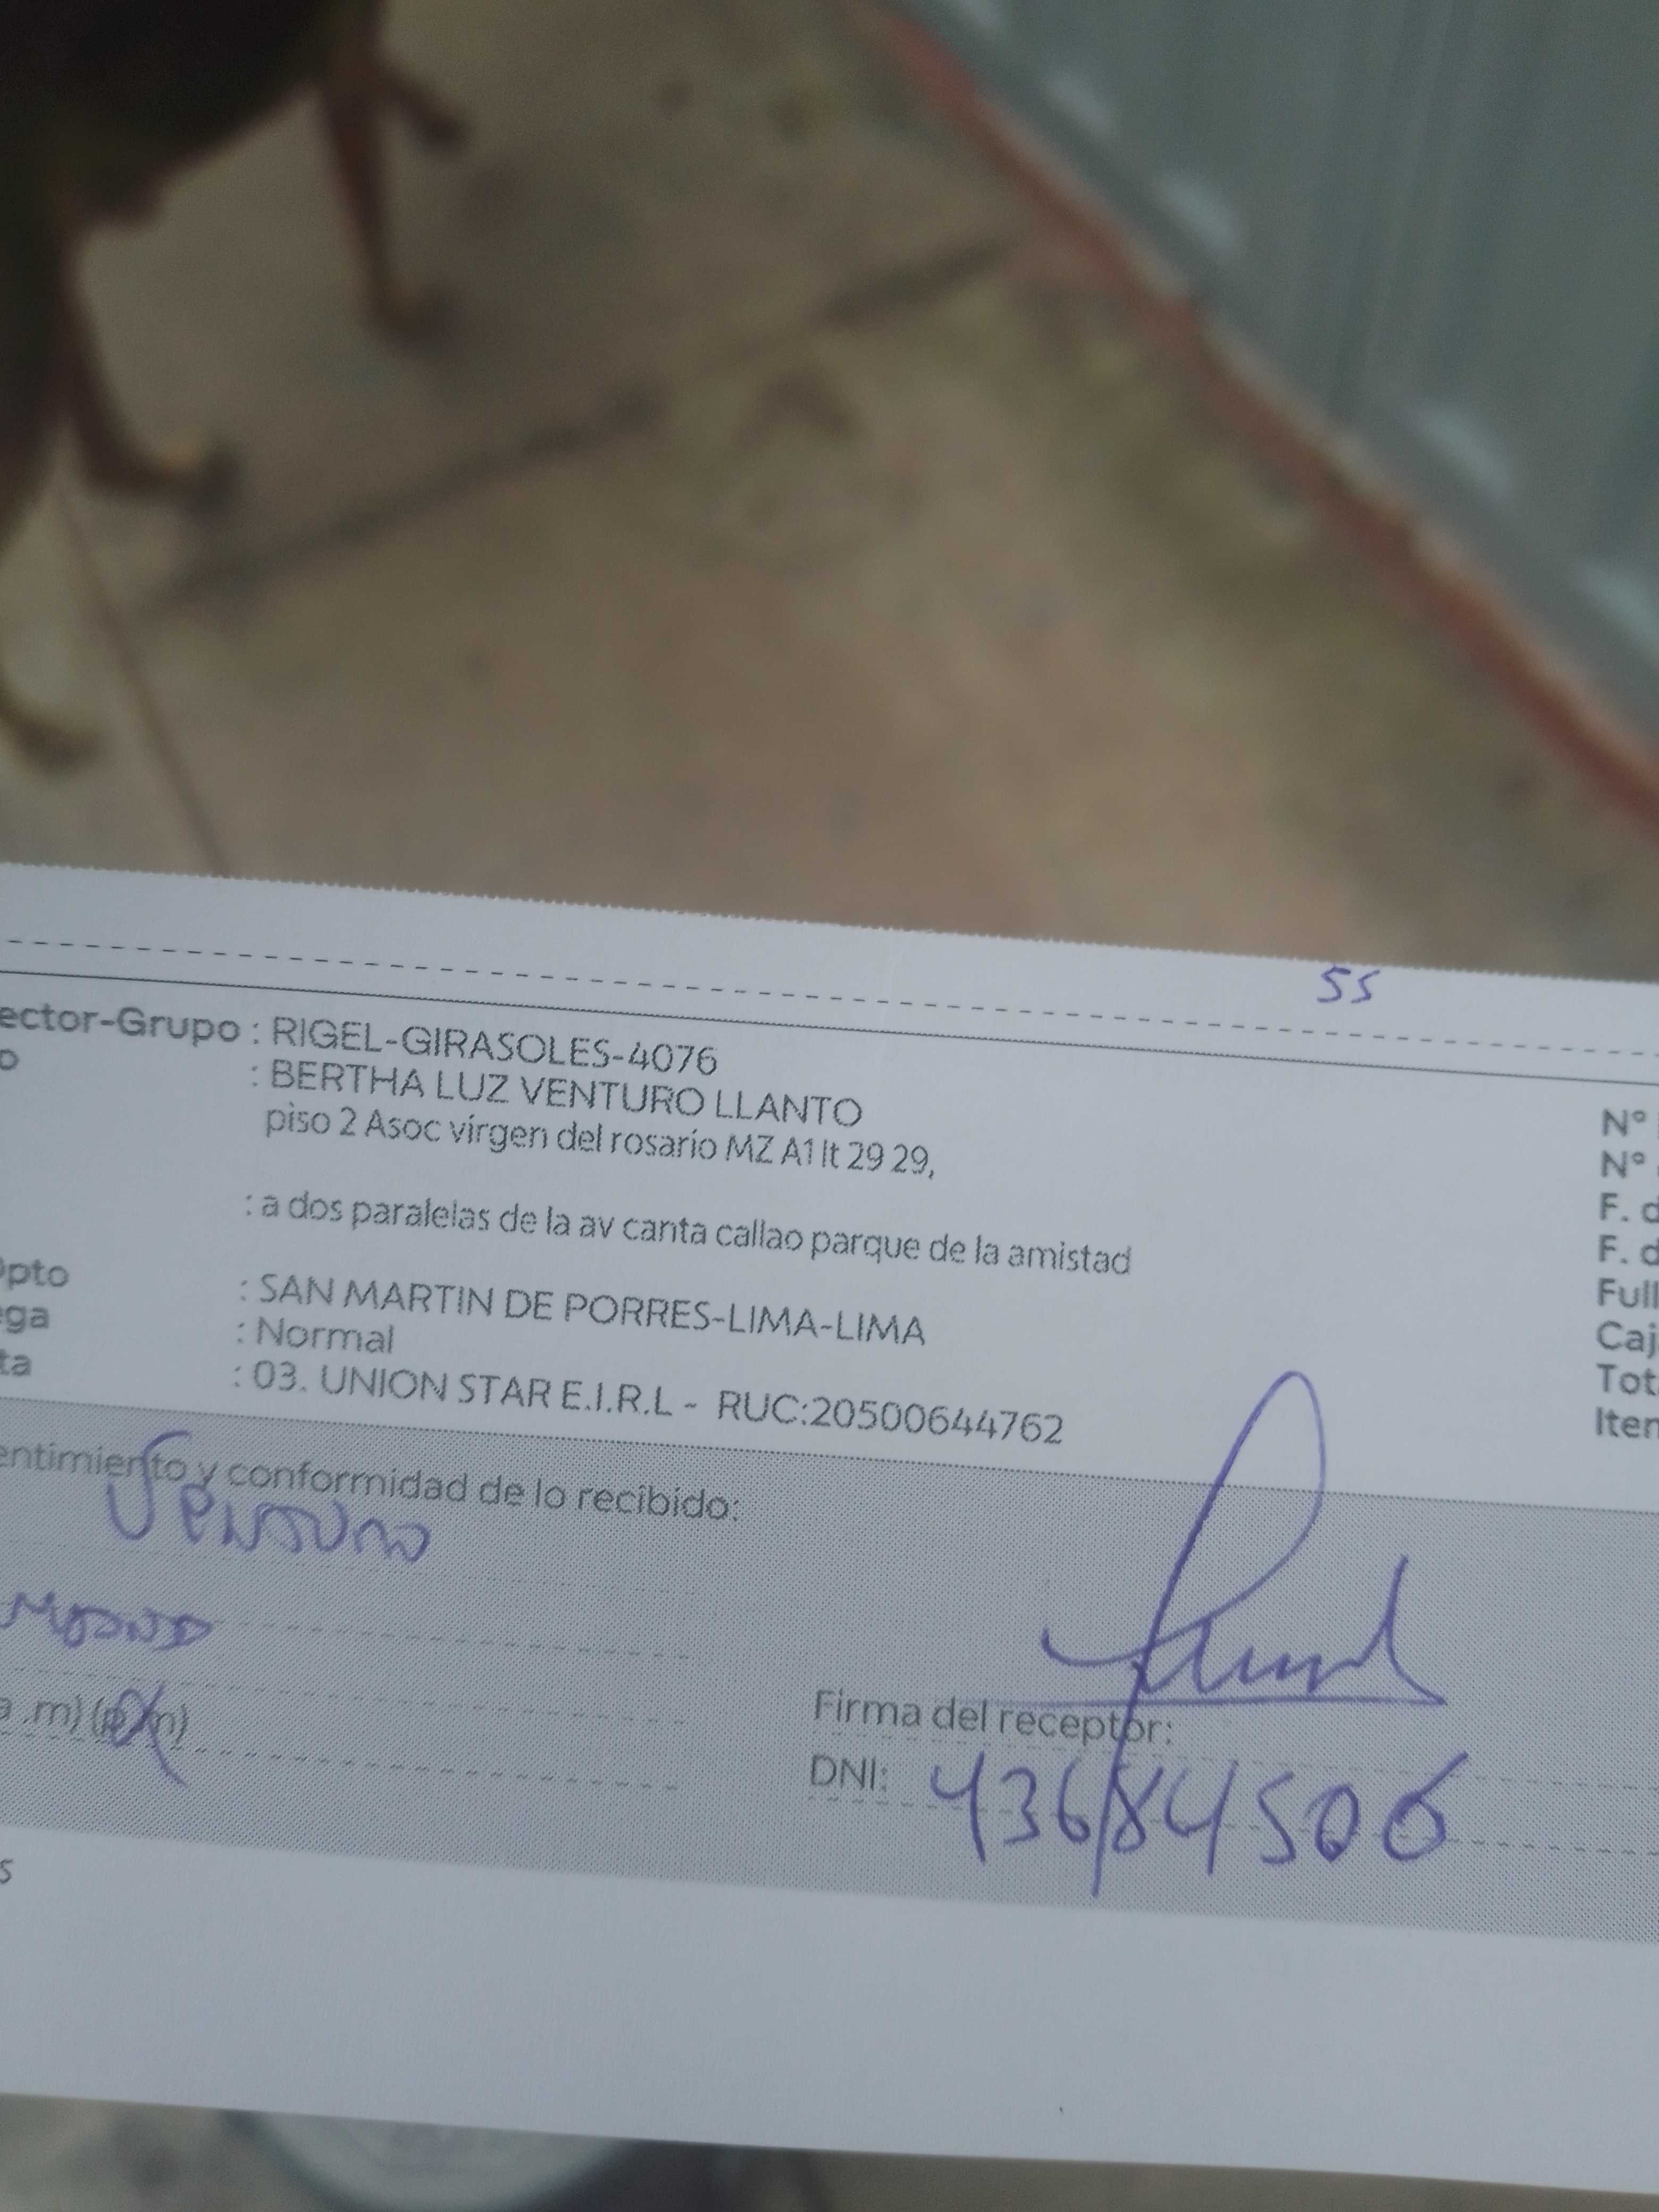 55
ector-Grupo : RIGEL-GIRASOLES-4076
o : BERTHA LUZ VENTURO LLANTO
piso 2 Asoc virgen del rosario MZ A1 lt 29 29,
: a dos paralelas de la av canta callao parque de la amistad
pto : SAN MARTIN DE PORRES-LIMA-LIMA
ega : Normal
ta : 03. UNION STAR E.I.R.L - RUC:20500644762
N°
N°
F. d
F. d
Full
Caj
Tot
Iten
entimiento y conformidad de lo recibido:
Venturo
a .m) (p.m)
Firma del receptor:
DNI: 43684506
s